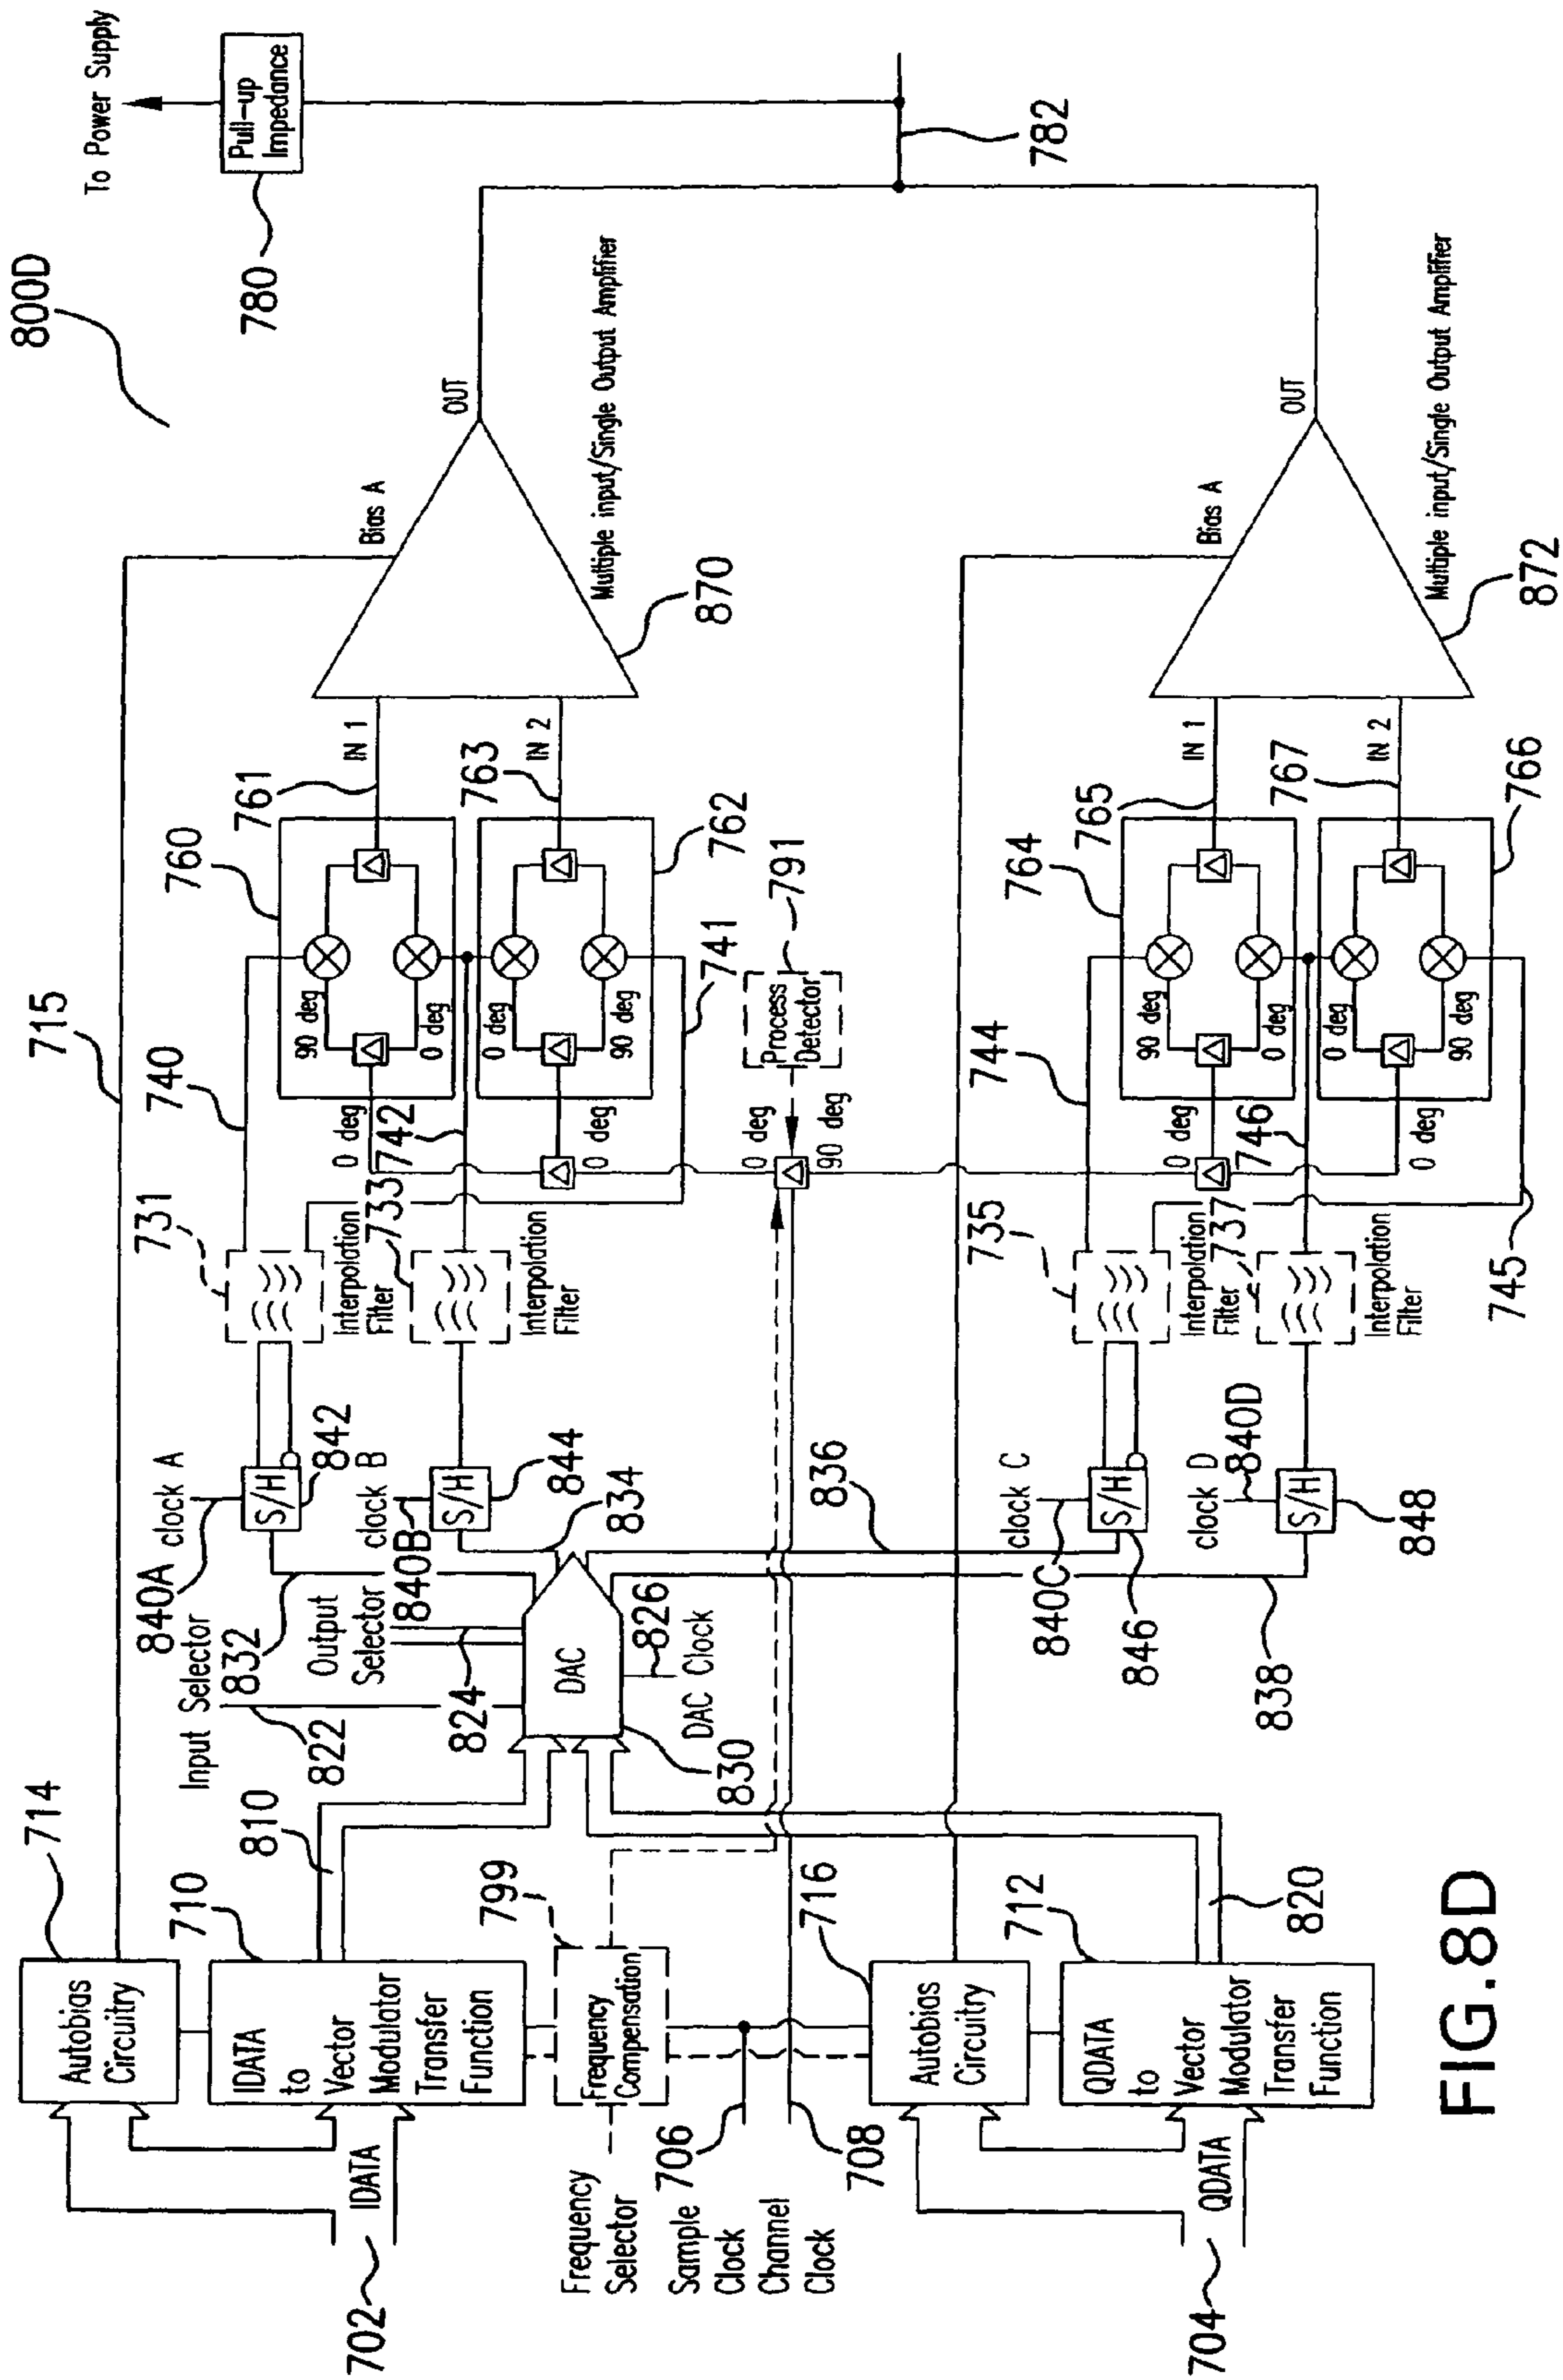 800D
To Power Supply
Pull-up
Impedance
780
782
714
Autobias
Circuitry
715
Bias A
OUT
Multiple input/Single Output Amplifier
870
702
IDATA
710
IDATA
to
Vector
Modulator
Transfer
Function
810
Input Selector
822
Output
Selector
824
832
840A
clock A
S/H
842
840B
clock B
S/H
844
834
DAC
DAC Clock
826
830
731
Interpolation
Filter
733
Interpolation
Filter
740
742
741
0 deg
0 deg
760
90 deg
0 deg
761
IN 1
762
0 deg
90 deg
763
IN 2
Process
Detector
791
0 deg
90 deg
Frequency
Selector
799
Frequency
Compensation
706
Sample
Clock
708
Channel
Clock
716
Autobias
Circuitry
Bias A
OUT
Multiple input/Single Output Amplifier
872
704
QDATA
712
QDATA
to
Vector
Modulator
Transfer
Function
820
836
838
840C
clock C
S/H
846
840D
clock D
S/H
848
735
Interpolation
Filter
737
Interpolation
Filter
744
746
745
0 deg
0 deg
764
90 deg
0 deg
765
IN 1
766
0 deg
90 deg
767
IN 2
FIG.8D